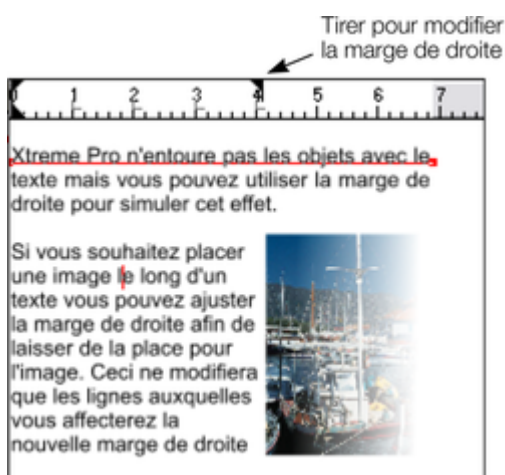 Tirer pour modifier
la marge de droite
1 2 3 4 5 6 7
Xtreme Pro n'entoure pas les objets avec le
texte mais vous pouvez utiliser la marge de
droite pour simuler cet effet.
Si vous souhaitez placer
une image le long d'un
texte vous pouvez ajuster
la marge de droite afin de
laisser de la place pour
l'image. Ceci ne modifiera
que les lignes auxquelles
vous affecterez la
nouvelle marge de droite